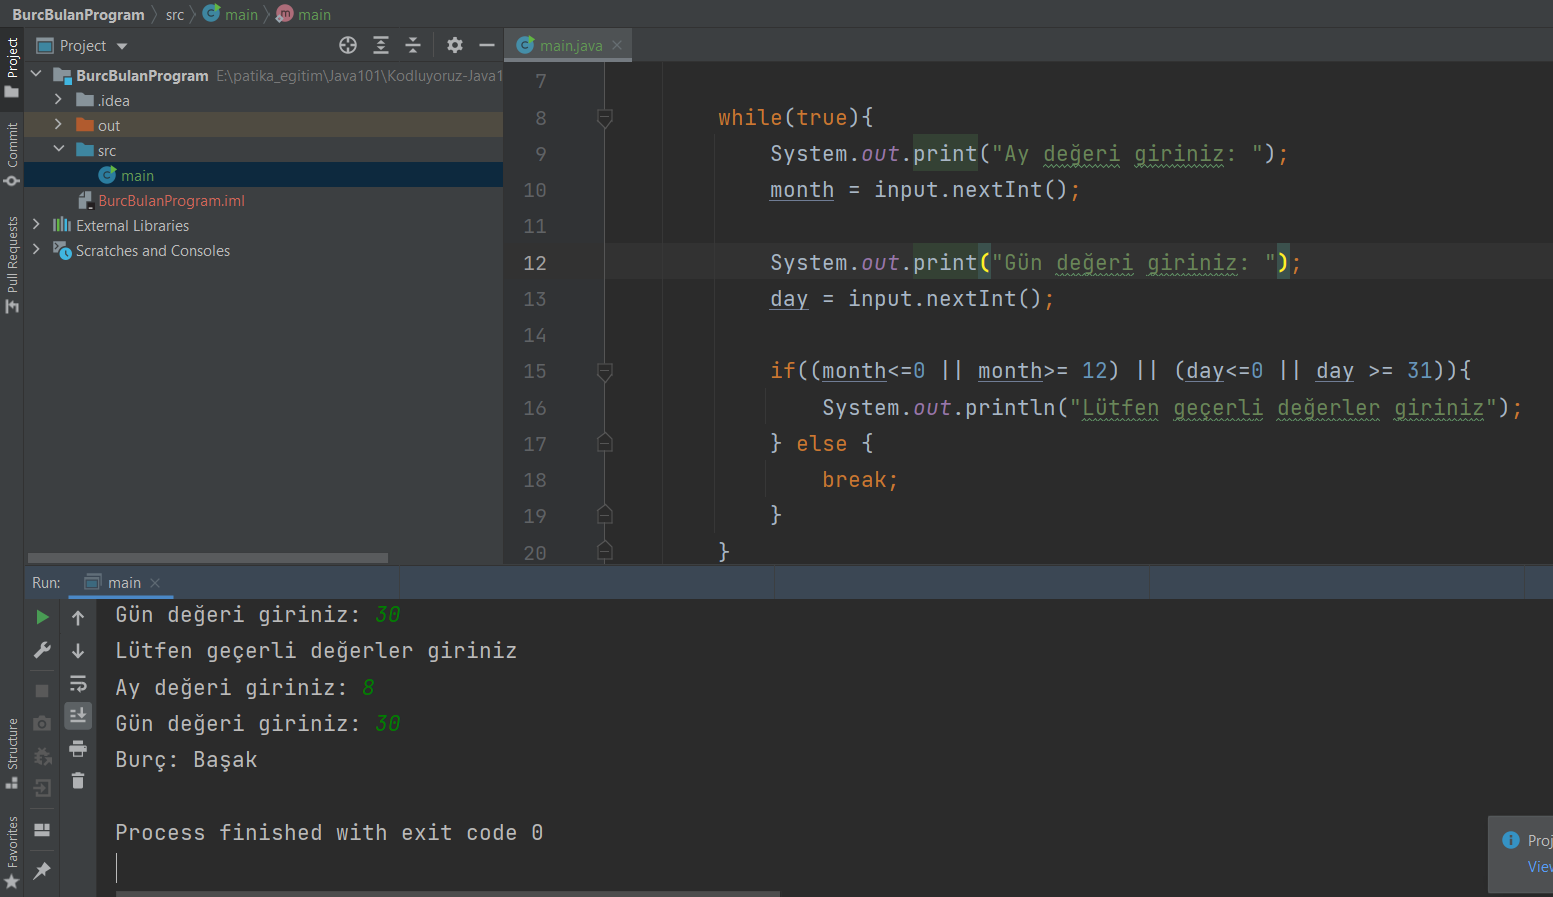 BurcBulanProgram src main main
Project
main.java
BurcBulanProgram E:\patika_egitim\Java101\Kodluyoruz-Java1
.idea
out
src
main
BurcBulanProgram.iml
External Libraries
Scratches and Consoles
Project
Commit
Pull Requests
Structure
Favorites
7
8 while(true){
9 System.out.print("Ay değeri giriniz: ");
10 month = input.nextInt();
11
12 System.out.print("Gün değeri giriniz: ");
13 day = input.nextInt();
14
15 if((month<=0 || month>= 12) || (day<=0 || day >= 31)){
16 System.out.println("Lütfen geçerli değerler giriniz");
17 } else {
18 break;
19 }
20 }
Run: main
Gün değeri giriniz: 30
Lütfen geçerli değerler giriniz
Ay değeri giriniz: 8
Gün değeri giriniz: 30
Burç: Başak
Process finished with exit code 0
Proj
View